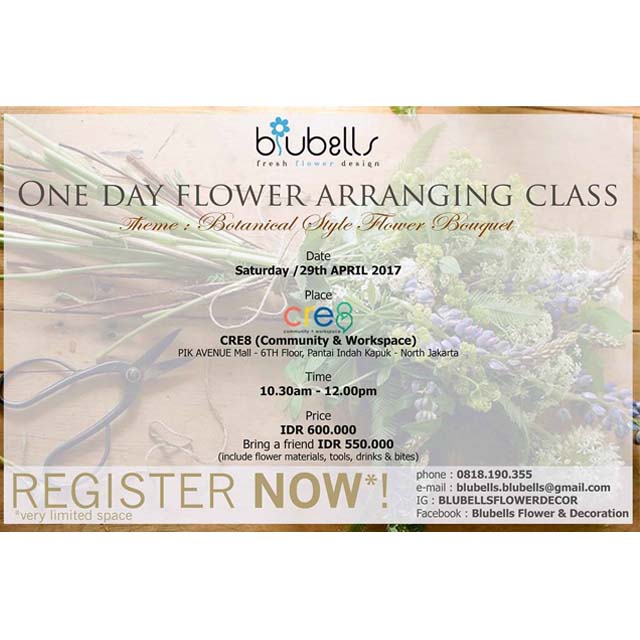 blubells
fresh flower design
ONE DAY FLOWER ARRANGING CLASS
Theme : Botanical Style Flower Bouquet
Date
Saturday /29th APRIL 2017
Place
cre8
community + workspace
CRE8 (Community & Workspace)
PIK AVENUE Mall - 6TH Floor, Pantai Indah Kapuk - North Jakarta
Time
10.30am - 12.00pm
Price
IDR 600.000
Bring a friend IDR 550.000
(include flower materials, tools, drinks & bites)
REGISTER NOW*!
*very limited space
phone : 0818.190.355
e-mail : blubells.blubells@gmail.com
IG : BLUBELLSFLOWERDECOR
Facebook : Blubells Flower & Decoration